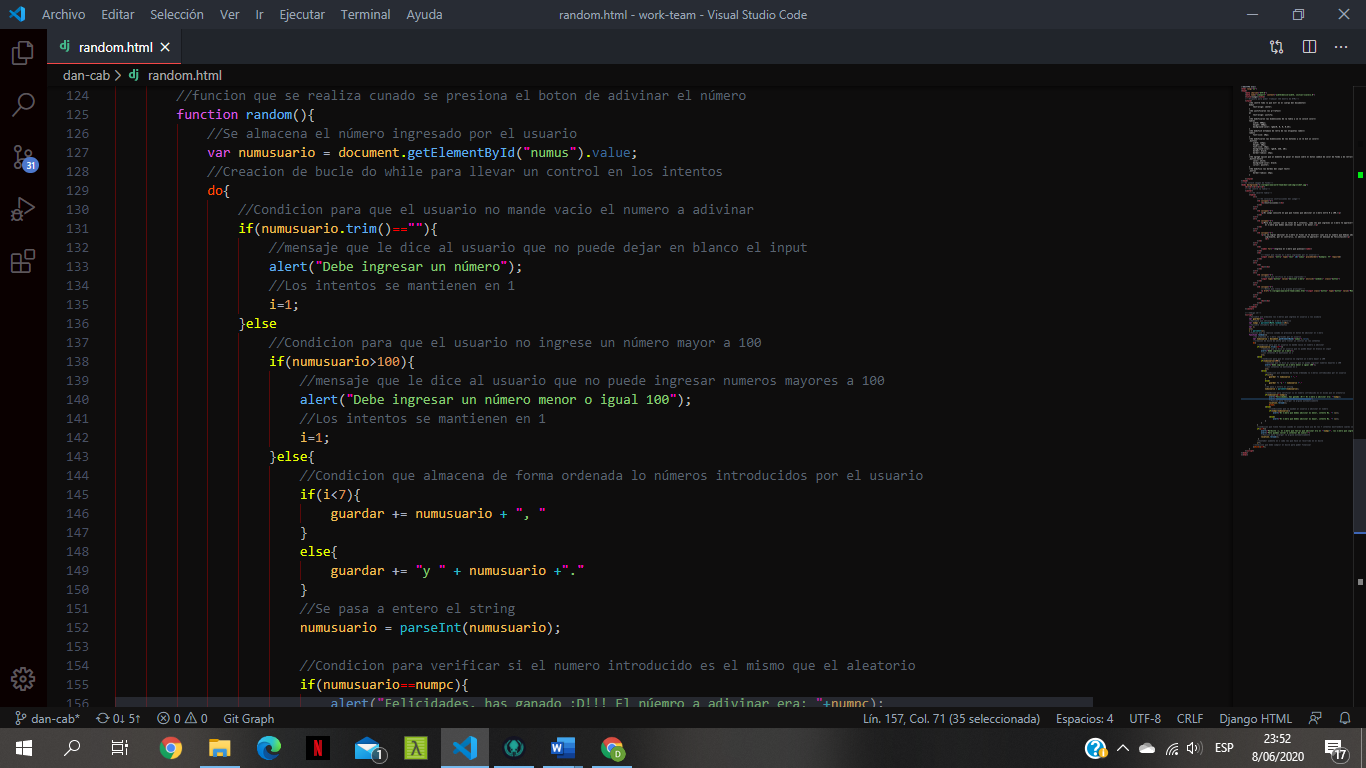 Archivo Editar Selección Ver Ir Ejecutar Terminal Ayuda random.html - work-team - Visual Studio Code
dj random.html
dan-cab > dj random.html
124 //funcion que se realiza cunado se presiona el boton de adivinar el número
125 function random(){
126 //Se almacena el número ingresado por el usuario
127 var numusuario = document.getElementById("numus").value;
128 //Creacion de bucle do while para llevar un control en los intentos
129 do{
130 //Condicion para que el usuario no mande vacio el numero a adivinar
131 if(numusuario.trim()==""){
132 //mensaje que le dice al usuario que no puede dejar en blanco el input
133 alert("Debe ingresar un número");
134 //Los intentos se mantienen en 1
135 i=1;
136 }else
137 //Condicion para que el usuario no ingrese un número mayor a 100
138 if(numusuario>100){
139 //mensaje que le dice al usuario que no puede ingresar numeros mayores a 100
140 alert("Debe ingresar un número menor o igual 100");
141 //Los intentos se mantienen en 1
142 i=1;
143 }else{
144 //Condicion que almacena de forma ordenada lo números introducidos por el usuario
145 if(i<7){
146 guardar += numusuario + ", "
147 }
148 else{
149 guardar += "y " + numusuario +"."
150 }
151 //Se pasa a entero el string
152 numusuario = parseInt(numusuario);
153
154 //Condicion para verificar si el numero introducido es el mismo que el aleatorio
155 if(numusuario==numpc){
156 alert("Felicidades, has ganado :D!!! El núemro a adivinar era: "+numpc);
31
dan-cab* 0↓ 5↑ 0 0 Git Graph Lín. 157, Col. 71 (35 seleccionada) Espacios: 4 UTF-8 CRLF Django HTML
N 1 λ W D ESP 23:52
8/06/2020 17